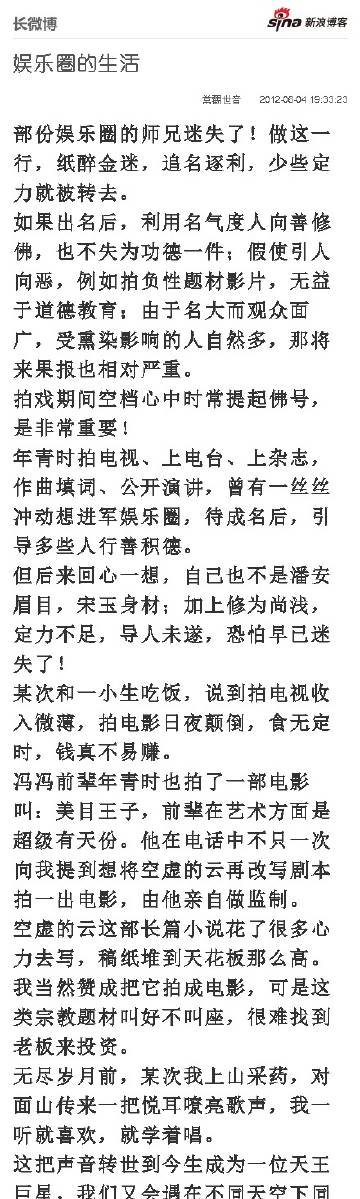 长微博
sina 新浪博客
娱乐圈的生活
2012-08-04 19:33:23
部份娱乐圈的师兄迷失了！做这一
行，纸醉金迷，追名逐利，少些定
力就被转去。
如果出名后，利用名气度人向善修
佛，也不失为功德一件；假使引人
向恶，例如拍负性题材影片，无益
于道德教育；由于名大而观众面
广，受熏染影响的人自然多，那将
来果报也相对严重。
拍戏期间空档心中时常提起佛号，
是非常重要！
年青时拍电视、上电台、上杂志，
作曲填词、公开演讲，曾有一丝丝
冲动想进军娱乐圈，待成名后，引
导多些人行善积德。
但后来回心一想，自己也不是潘安
眉目，宋玉身材；加上修为尚浅，
定力不足，导人未遂，恐怕早已迷
失了！
某次和一小生吃饭，说到拍电视收
入微薄，拍电影日夜颠倒，食无定
时，钱真不易赚。
冯冯前辈年青时也拍了一部电影
叫：美目王子，前辈在艺术方面是
超级有天份。他在电话中不只一次
向我提到想将空虚的云再改写剧本
拍一出电影，由他亲自做监制。
空虚的云这部长篇小说花了很多心
力去写，稿纸堆到天花板那么高。
我当然赞成把它拍成电影，可是这
类宗教题材叫好不叫座，很难找到
老板来投资。
无尽岁月前，某次我上山采药，对
面山传来一把悦耳嘹亮歌声，我一
听就喜欢，就学着唱。
这把声音转世到今生成为一位天王
巨星，我们又会遇在不同天空下同